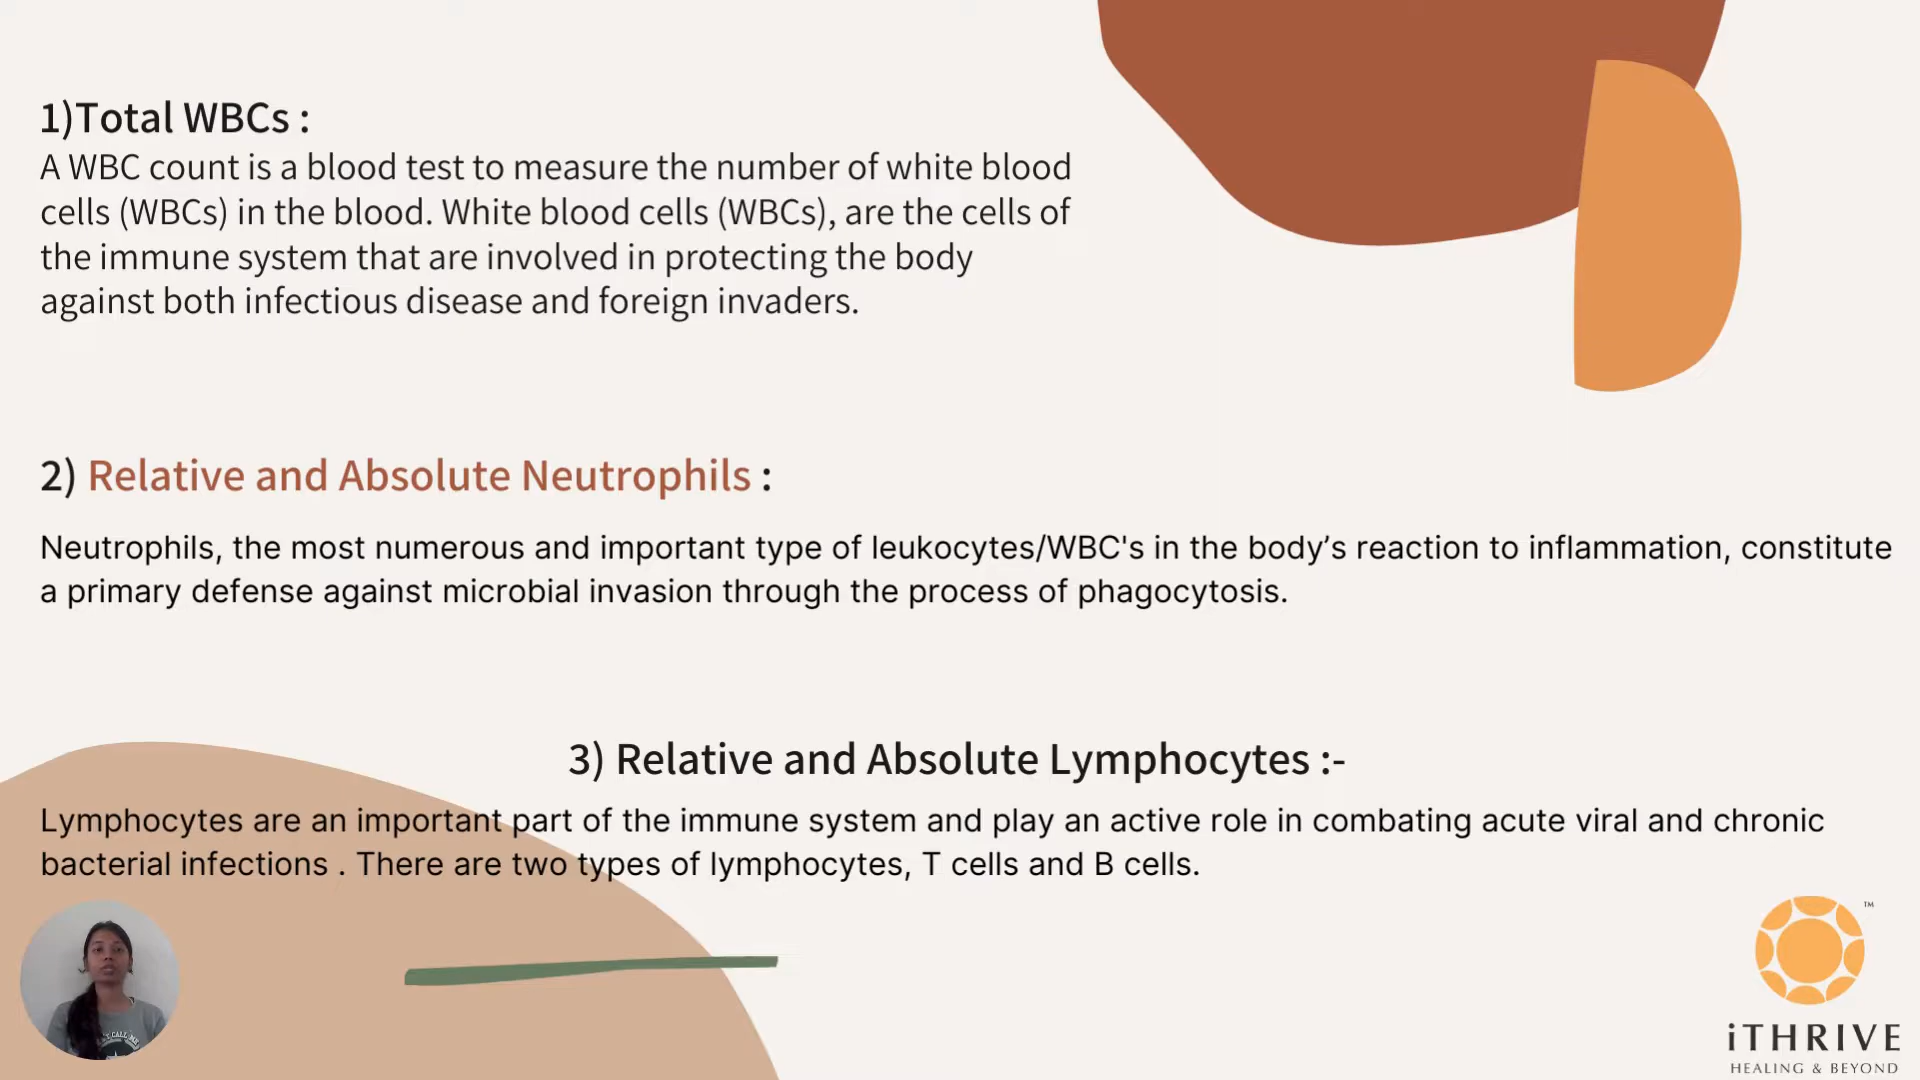 1)Total WBCs :
A WBC count is a blood test to measure the number of white blood
cells (WBCs) in the blood. White blood cells (WBCs), are the cells of
the immune system that are involved in protecting the body
against both infectious disease and foreign invaders.
2) Relative and Absolute Neutrophils :
Neutrophils, the most numerous and important type of leukocytes/WBC's in the body’s reaction to inflammation, constitute
a primary defense against microbial invasion through the process of phagocytosis.
3) Relative and Absolute Lymphocytes :-
Lymphocytes are an important part of the immune system and play an active role in combating acute viral and chronic
bacterial infections . There are two types of lymphocytes, T cells and B cells.
TM
iTHRIVE
HEALING & BEYOND